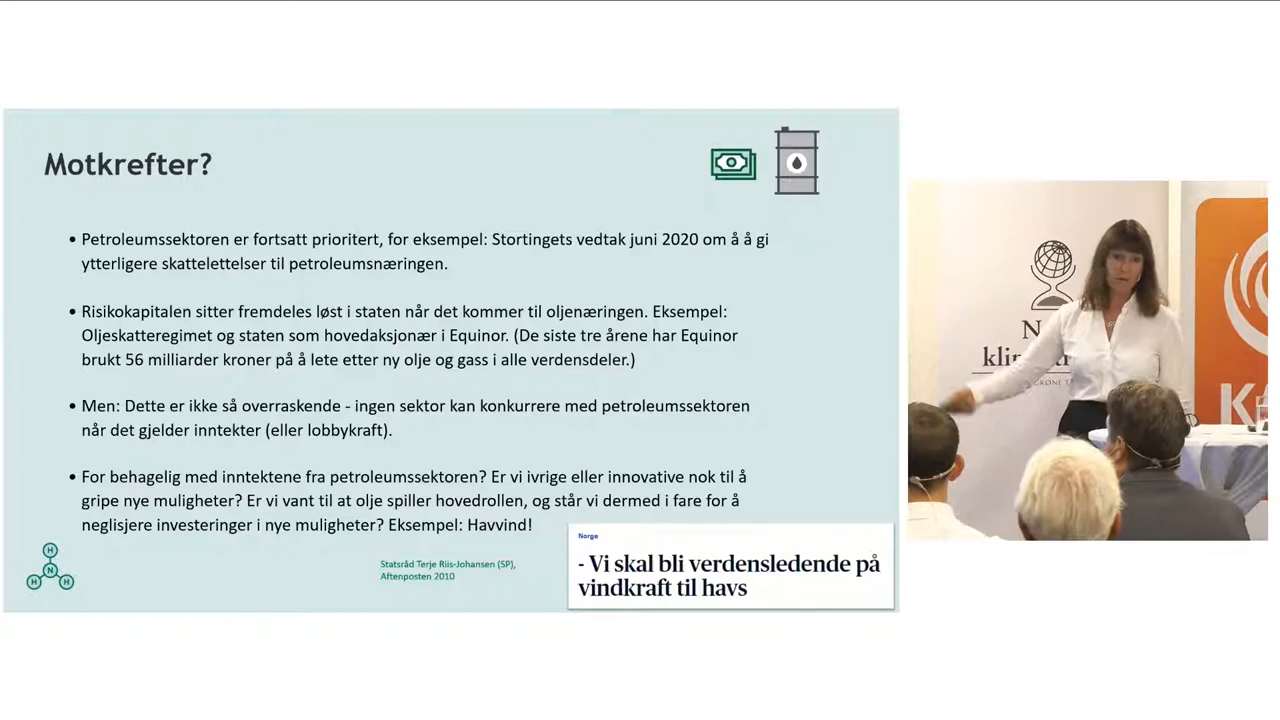 Motkrefter?
• Petroleumssektoren er fortsatt prioritert, for eksempel: Stortingets vedtak juni 2020 om å å gi
ytterligere skattelettelser til petroleumsnæringen.
• Risikokapitalen sitter fremdeles løst i staten når det kommer til oljenæringen. Eksempel:
Oljeskatteregimet og staten som hovedaksjonær i Equinor. (De siste tre årene har Equinor
brukt 56 milliarder kroner på å lete etter ny olje og gass i alle verdensdeler.)
• Men: Dette er ikke så overraskende - ingen sektor kan konkurrere med petroleumssektoren
når det gjelder inntekter (eller lobbykraft).
• For behagelig med inntektene fra petroleumssektoren? Er vi ivrige eller innovative nok til å
gripe nye muligheter? Er vi vant til at olje spiller hovedrollen, og står vi dermed i fare for å
neglisjere investeringer i nye muligheter? Eksempel: Havvind!
H
N
H H
Statsråd Terje Riis-Johansen (SP),
Aftenposten 2010
Norge
- Vi skal bli verdensledende på
vindkraft til havs